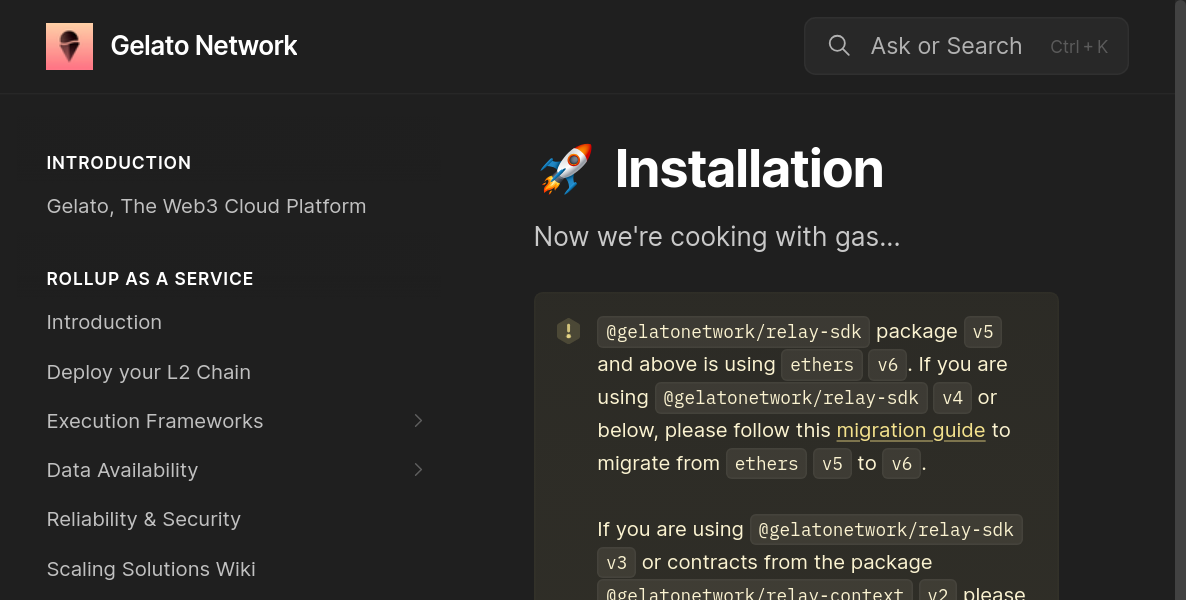 Gelato Network
Ask or Search Ctrl + K
INTRODUCTION
Gelato, The Web3 Cloud Platform
ROLLUP AS A SERVICE
Introduction
Deploy your L2 Chain
Execution Frameworks
Data Availability
Reliability & Security
Scaling Solutions Wiki
🚀 Installation
Now we're cooking with gas...
@gelatonetwork/relay-sdk package v5
and above is using ethers v6. If you are
using @gelatonetwork/relay-sdk v4 or
below, please follow this migration guide to
migrate from ethers v5 to v6.
If you are using @gelatonetwork/relay-sdk
v3 or contracts from the package
@gelatonetwork/relay-context v2 please